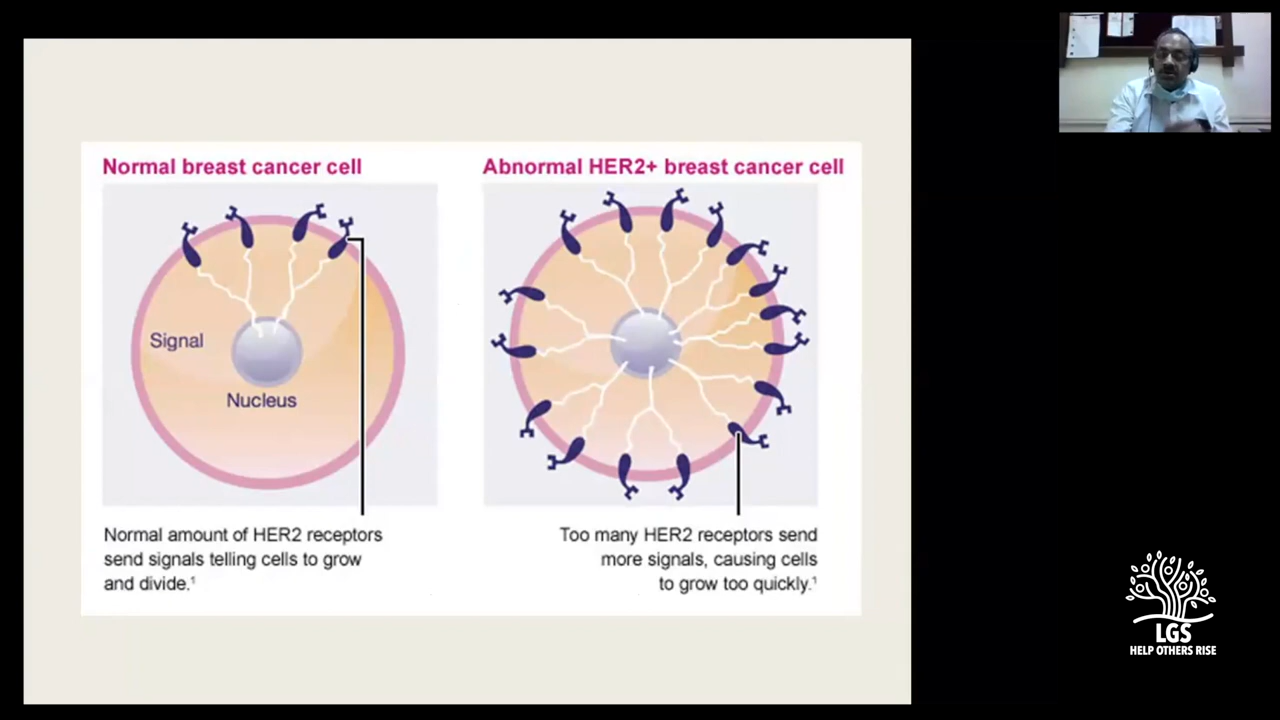 Normal breast cancer cell
Signal
Nucleus
Normal amount of HER2 receptors
send signals telling cells to grow
and divide.¹
Abnormal HER2+ breast cancer cell
Too many HER2 receptors send
more signals, causing cells
to grow too quickly.¹
LGS
HELP OTHERS RISE